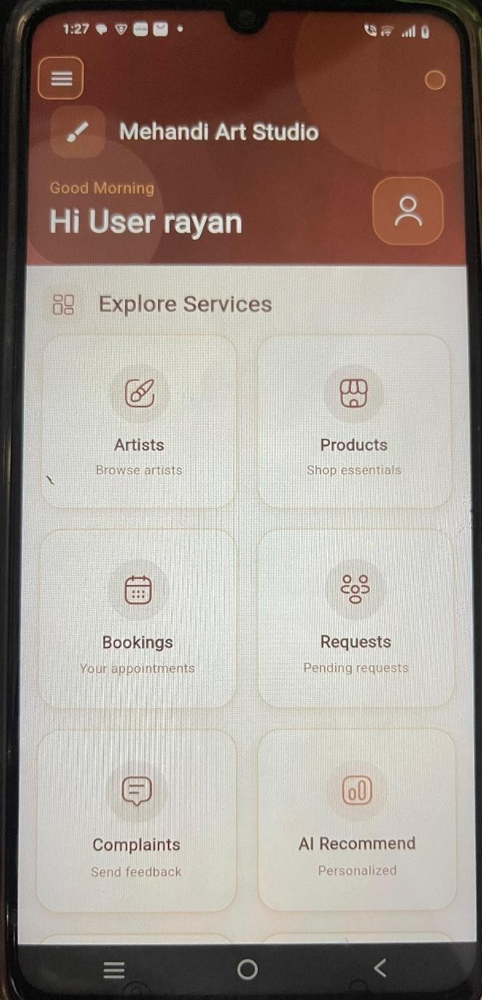 1:27
Mehandi Art Studio
Good Morning
Hi User rayan
Explore Services
Artists
Browse artists
Products
Shop essentials
Bookings
Your appointments
Requests
Pending requests
Complaints
Send feedback
AI Recommend
Personalized